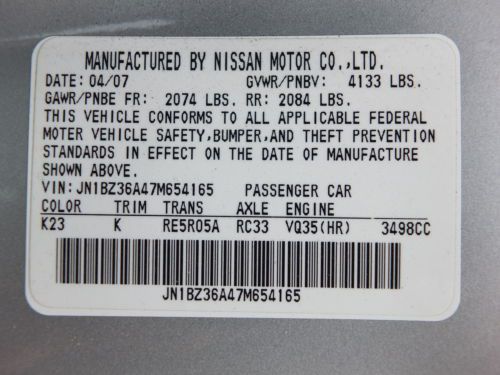 MANUFACTURED BY NISSAN MOTOR CO.,LTD.
DATE: 04/07 GVWR/PNBV: 4133 LBS.
GAWR/PNBE FR: 2074 LBS. RR: 2084 LBS.
THIS VEHICLE CONFORMS TO ALL APPLICABLE FEDERAL
MOTER VEHICLE SAFETY,BUMPER,AND THEFT PREVENTION
STANDARDS IN EFFECT ON THE DATE OF MANUFACTURE
SHOWN ABOVE.
VIN: JN1BZ36A47M654165 PASSENGER CAR
COLOR TRIM TRANS AXLE ENGINE
K23 K RE5R05A RC33 VQ35(HR) 3498CC
JN1BZ36A47M654165